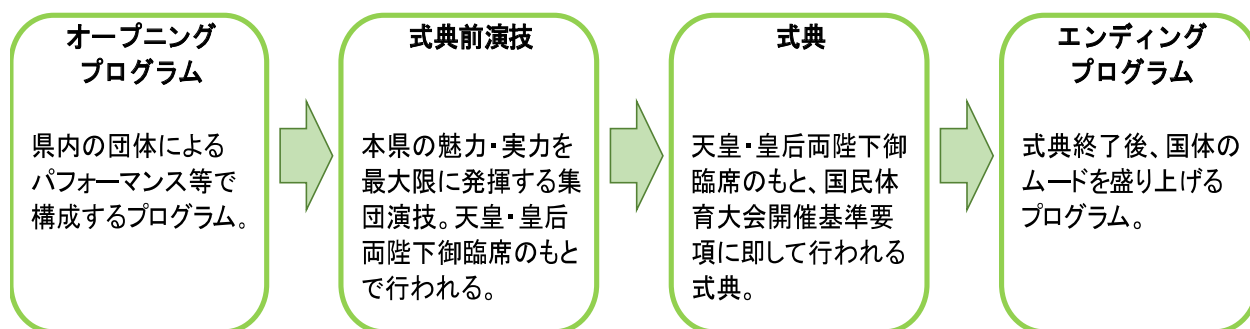 オープニング
プログラム
県内の団体による
パフォーマンス等で
構成するプログラム。
式典前演技
本県の魅力・実力を
最大限に発揮する集
団演技。天皇・皇后
両陛下御臨席のもと
で行われる。
式典
天皇・皇后両陛下御
臨席のもと、国民体
育大会開催基準要
項に即して行われる
式典。
エンディング
プログラム
式典終了後、国体の
ムードを盛り上げる
プログラム。